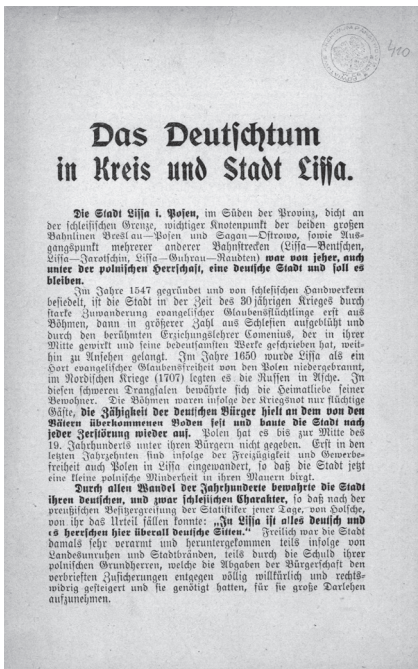 410
Das Deutschtum
in Kreis und Stadt Lissa.
Die Stadt Lissa i. Posen, im Süden der Provinz, dicht an
der schlesischen Grenze, wichtiger Knotenpunkt der beiden großen
Bahnlinen Breslau—Posen und Sagan—Ostrowo, sowie Aus-
gangspunkt mehrerer anderer Bahnstrecken (Lissa—Bentschen,
Lissa—Jarotschin, Lissa—Guhrau—Raudten) war von jeher, auch
unter der polnischen Herrschaft, eine deutsche Stadt und soll es
bleiben.
Im Jahre 1547 gegründet und von schlesischen Handwerkern
besiedelt, ist die Stadt in der Zeit des 30jährigen Krieges durch
starke Zuwanderung evangelischer Glaubensflüchtlinge erst aus
Böhmen, dann in größerer Zahl aus Schlesien aufgeblüht und
durch den berühmten Erziehungslehrer Comenius, der in ihrer
Mitte gewirkt und seine bedeutsamsten Werke geschrieben hat, weit-
hin zu Ansehen gelangt. Im Jahre 1650 wurde Lissa als ein
Hort evangelischer Glaubensfreiheit von den Polen niedergebrannt,
im Nordischen Kriege (1707) legten es die Russen in Asche. In
diesen schweren Drangsalen bewährte sich die Heimatliebe seiner
Bewohner. Die Böhmen waren infolge der Kriegsnot nur flüchtige
Gäste, die Zähigkeit der deutschen Bürger hielt an dem von den
Vätern überkommenen Boden fest und baute die Stadt nach
jeder Zerstörung wieder auf. Polen hat es bis zur Mitte des
19. Jahrhunderts unter ihren Bürgern nicht gegeben. Erst in den
letzten Jahrzehnten sind infolge der Freizügigkeit und Gewerbe-
freiheit auch Polen in Lissa eingewandert, so daß die Stadt jetzt
eine kleine polnische Minderheit in ihren Mauern birgt.
Durch allen Wandel der Jahrhunderte bewahrte die Stadt
ihren deutschen, und zwar schlesischen Charakter, so daß nach der
preußischen Besitzergreifung der Statistiker jener Tage, von Holsche,
von ihr das Urteil fällen konnte: „In Lissa ist alles deutsch und
es herrschen hier überall deutsche Sitten.“ Freilich war die Stadt
damals sehr verarmt und heruntergekommen teils infolge von
Landesunruhen und Stadtbränden, teils durch die Schuld ihrer
polnischen Grundherren, welche die Abgaben der Bürgerschaft den
verbrieften Zusicherungen entgegen völlig willkürlich und rechts-
widrig gesteigert und sie genötigt hatten, für sie große Darlehen
aufzunehmen.